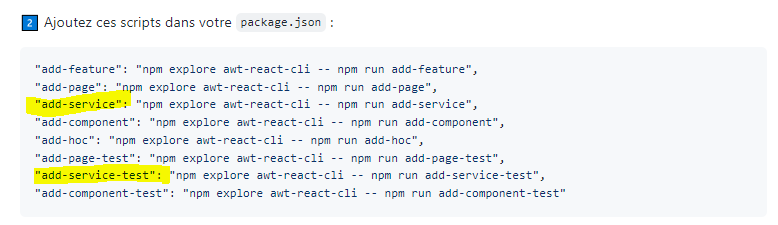 2 Ajoutez ces scripts dans votre package.json :
"add-feature": "npm explore awt-react-cli -- npm run add-feature",
"add-page": "npm explore awt-react-cli -- npm run add-page",
"add-service": "npm explore awt-react-cli -- npm run add-service",
"add-component": "npm explore awt-react-cli -- npm run add-component",
"add-hoc": "npm explore awt-react-cli -- npm run add-hoc",
"add-page-test": "npm explore awt-react-cli -- npm run add-page-test",
"add-service-test": "npm explore awt-react-cli -- npm run add-service-test",
"add-component-test": "npm explore awt-react-cli -- npm run add-component-test"